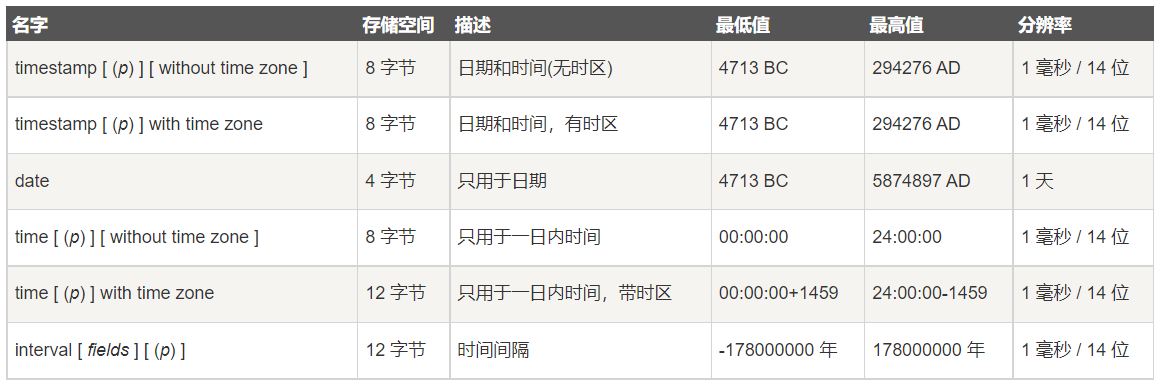 名字 存储空间 描述 最低值 最高值 分辨率
timestamp [ (p) ] [ without time zone ] 8 字节 日期和时间(无时区) 4713 BC 294276 AD 1 毫秒 / 14 位
timestamp [ (p) ] with time zone 8 字节 日期和时间，有时区 4713 BC 294276 AD 1 毫秒 / 14 位
date 4 字节 只用于日期 4713 BC 5874897 AD 1 天
time [ (p) ] [ without time zone ] 8 字节 只用于一日内时间 00:00:00 24:00:00 1 毫秒 / 14 位
time [ (p) ] with time zone 12 字节 只用于一日内时间，带时区 00:00:00+1459 24:00:00-1459 1 毫秒 / 14 位
interval [ fields ] [ (p) ] 12 字节 时间间隔 -178000000 年 178000000 年 1 毫秒 / 14 位